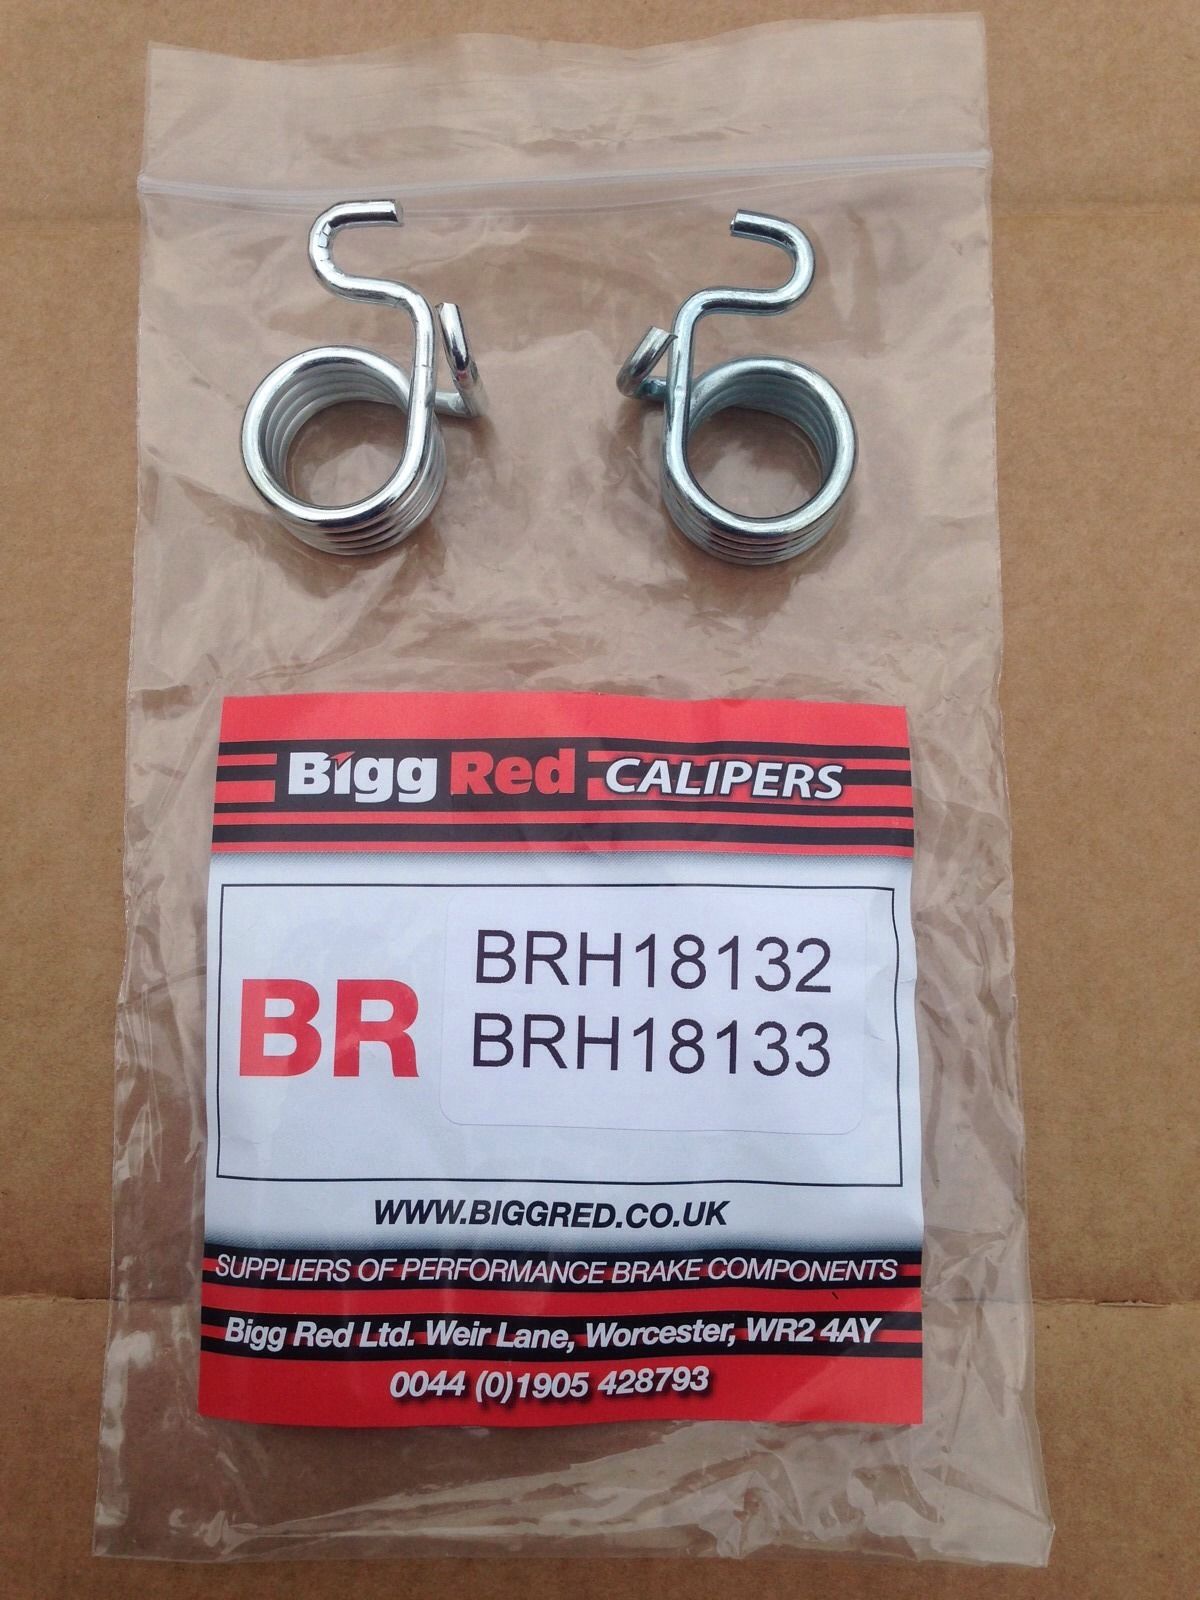 Bigg Red CALIPERS
BR
BRH18132
BRH18133
WWW.BIGGRED.CO.UK
SUPPLIERS OF PERFORMANCE BRAKE COMPONENTS
Bigg Red Ltd. Weir Lane, Worcester, WR2 4AY
0044 (0)1905 428793